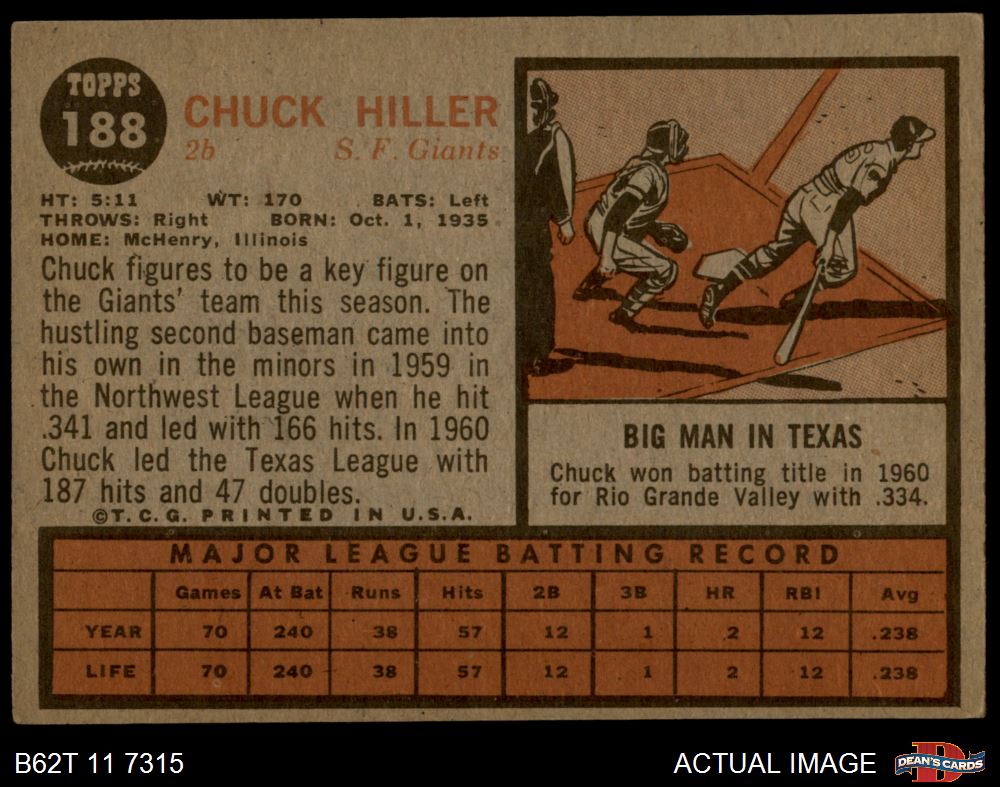 TOPPS
188
CHUCK HILLER
2b S. F. Giants
HT: 5:11 WT: 170 BATS: Left
THROWS: Right BORN: Oct. 1, 1935
HOME: McHenry, Illinois
Chuck figures to be a key figure on
the Giants' team this season. The
hustling second baseman came into
his own in the minors in 1959 in
the Northwest League when he hit
.341 and led with 166 hits. In 1960
Chuck led the Texas League with
187 hits and 47 doubles.
©T.C.G. PRINTED IN U.S.A.
BIG MAN IN TEXAS
Chuck won batting title in 1960
for Rio Grande Valley with .334.
MAJOR LEAGUE BATTING RECORD
Games At Bat Runs Hits 2B 3B HR RBI Avg
YEAR 70 240 38 57 12 1 2 12 .238
LIFE 70 240 38 57 12 1 2 12 .238
B62T 11 7315 ACTUAL IMAGE
D
DEAN'S CARDS